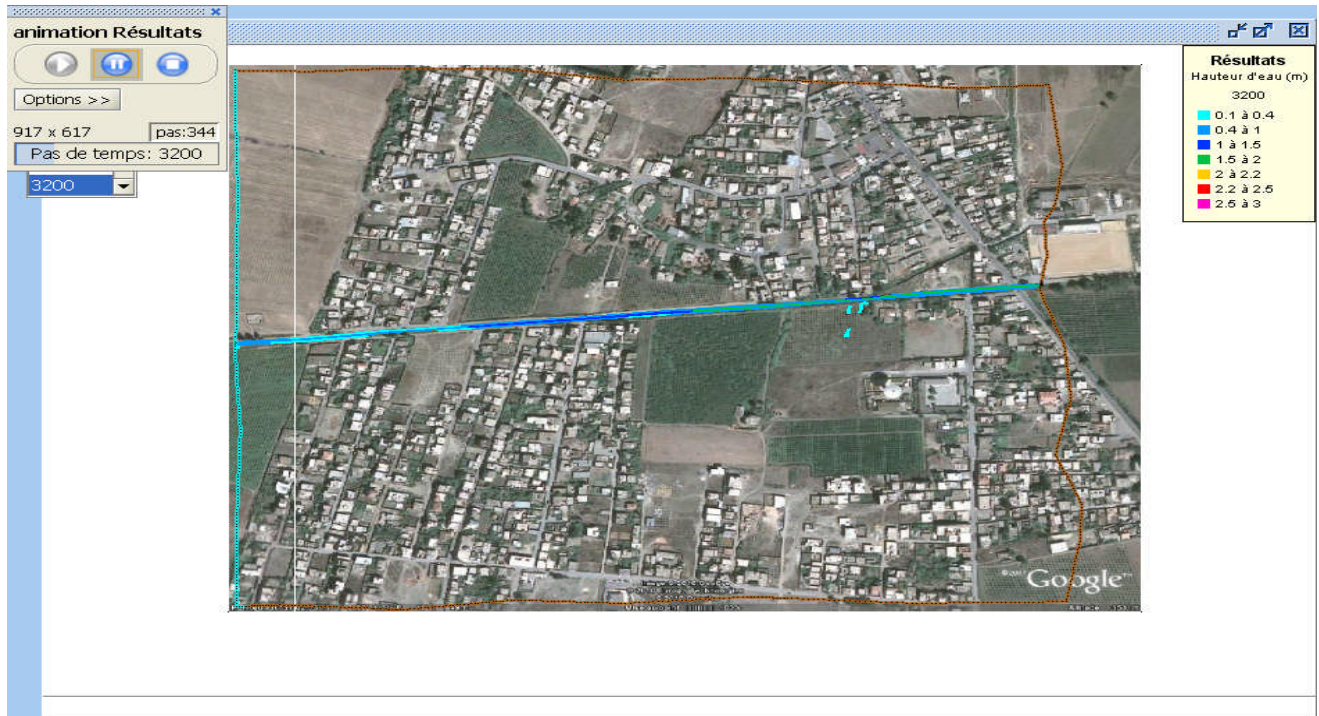 animation Résultats
Options >>
917 x 617 pas:344
Pas de temps: 3200
3200
Résultats
Hauteur d'eau (m)
3200
0.1 à 0.4
0.4 à 1
1 à 1.5
1.5 à 2
2 à 2.2
2.2 à 2.5
2.5 à 3
Google™